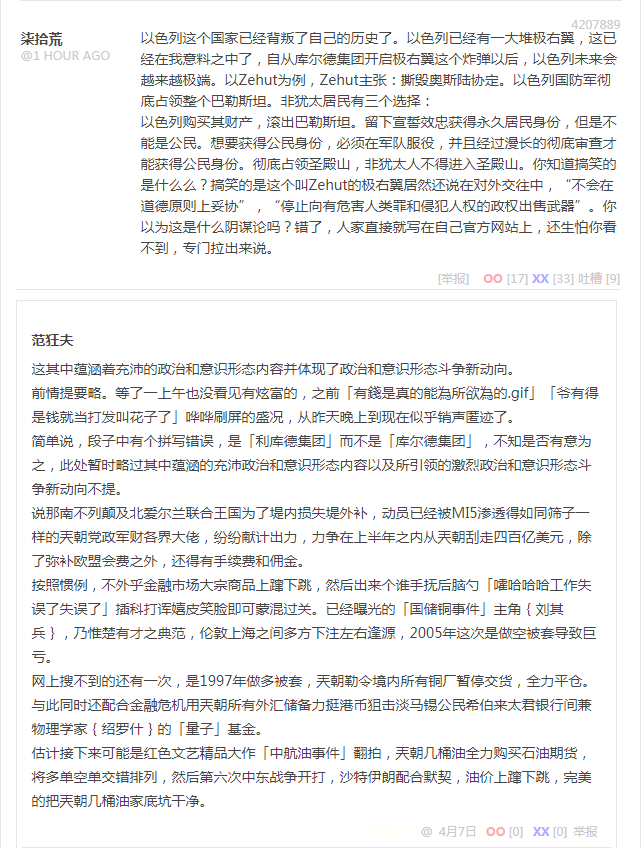 4207889
柒拾荒
@1 HOUR AGO
以色列这个国家已经背叛了自己的历史了。以色列已经有一大堆极右翼，这已
经在我意料之中了，自从库尔德集团开启极右翼这个炸弹以后，以色列未来会
越来越极端。以Zehut为例，Zehut主张：撕毁奥斯陆协定。以色列国防军彻
底占领整个巴勒斯坦。非犹太居民有三个选择：
以色列购买其财产，滚出巴勒斯坦。留下宣誓效忠获得永久居民身份，但是不
能是公民。想要获得公民身份，必须在军队服役，并且经过漫长的彻底审查才
能获得公民身份。彻底占领圣殿山，非犹太人不得进入圣殿山。你知道搞笑的
是什么么？搞笑的是这个叫Zehut的极右翼居然还说在对外交往中，“不会在
道德原则上妥协”，“停止向有危害人类罪和侵犯人权的政权出售武器”。你
以为这是什么阴谋论吗？错了，人家直接就写在自己官方网站上，还生怕你看
不到，专门拉出来说。
[举报] OO [17] XX [33] 吐槽 [9]
范狂夫
这其中蕴涵着充沛的政治和意识形态内容并体现了政治和意识形态斗争新动向。
前情提要略。等了一上午也没看见有炫富的，之前「有錢是真的能為所欲為的.gif」「爷有得
是钱就当打发叫花子了」哗哗刷屏的盛况，从昨天晚上到现在似乎销声匿迹了。
简单说，段子中有个拼写错误，是「利库德集团」而不是「库尔德集团」，不知是否有意为
之，此处暂时略过其中蕴涵的充沛政治和意识形态内容以及所引领的激烈政治和意识形态斗
争新动向不提。
说那南不列颠及北爱尔兰联合王国为了堤内损失堤外补，动员已经被MI5渗透得如同筛子一
样的天朝党政军财各界大佬，纷纷献计出力，力争在上半年之内从天朝刮走四百亿美元，除
了弥补欧盟会费之外，还得有手续费和佣金。
按照惯例，不外乎金融市场大宗商品上蹿下跳，然后出来个谁手抚后脑勺「嚯哈哈哈工作失
误了失误了」插科打诨嬉皮笑脸即可蒙混过关。已经曝光的「国储铜事件」主角｛刘其
兵｝，乃惟楚有才之典范，伦敦上海之间多方下注左右逢源，2005年这次是做空被套导致巨
亏。
网上搜不到的还有一次，是1997年做多被套，天朝勒令境内所有铜厂暂停交货，全力平仓。
与此同时还配合金融危机用天朝所有外汇储备力挺港币狙击淡马锡公民希伯来太君银行间兼
物理学家｛绍罗什｝的「量子」基金。
估计接下来可能是红色文艺精品大作「中航油事件」翻拍，天朝几桶油全力购买石油期货，
将多单空单交错排列，然后第六次中东战争开打，沙特伊朗配合默契，油价上蹿下跳，完美
的把天朝几桶油家底坑干净。
@ 4月7日 OO [0] XX [0] 举报